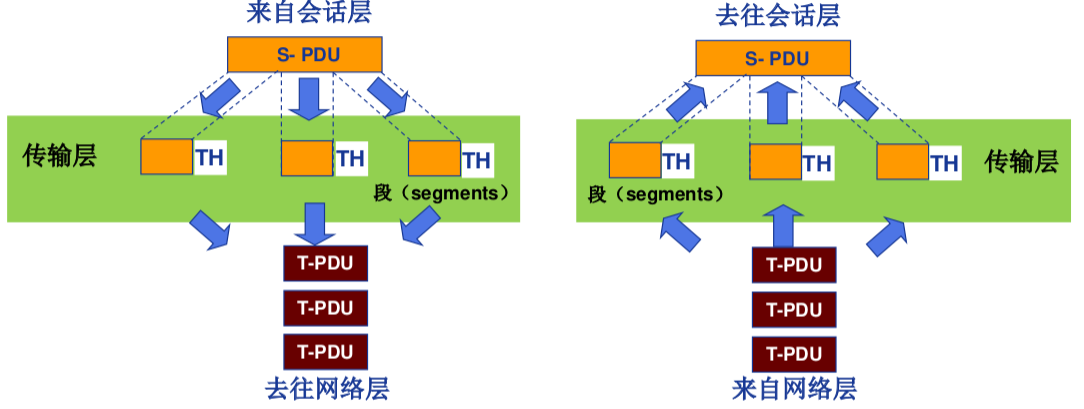 来自会话层
S- PDU
传输层
TH
TH
TH
段（segments）
T-PDU
T-PDU
T-PDU
去往网络层
去往会话层
S- PDU
TH
TH
TH
传输层
段（segments）
T-PDU
T-PDU
T-PDU
来自网络层